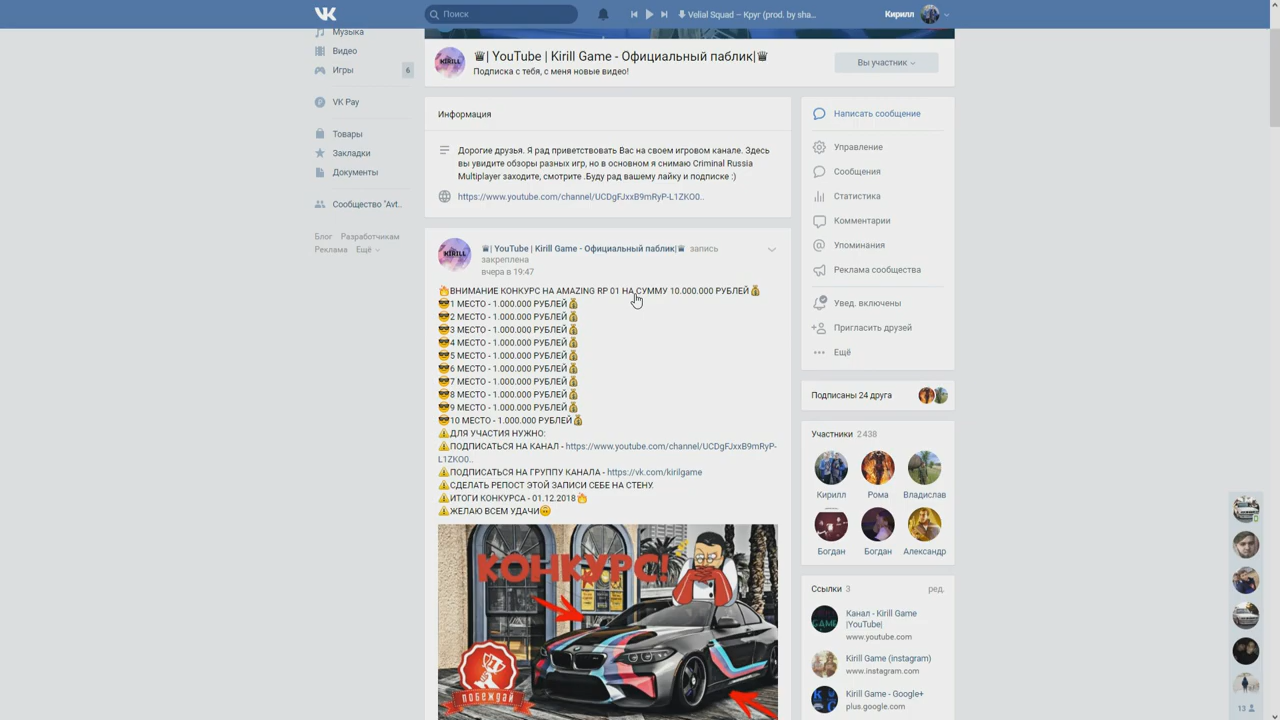 Поиск
Velial Squad – Круг (prod. by sha...
Кирилл
Музыка
Видео
Игры
6
VK Pay
Товары
Закладки
Документы
Сообщество 'Avt..
Блог Разработчикам
Реклама Ещё
KIRILL
♛| YouTube | Kirill Game - Официальный паблик|♛
Подписка с тебя, с меня новые видео!
Вы участник
Информация
Дорогие друзья. Я рад приветствовать Вас на своем игровом канале. Здесь
вы увидите обзоры разных игр, но в основном я снимаю Criminal Russia
Multiplayer заходите, смотрите .Буду рад вашему лайку и подписке :)
https://www.youtube.com/channel/UCDgFJxxB9mRyP-L1ZKO0..
KIRILL
♛| YouTube | Kirill Game - Официальный паблик|♛ запись
закреплена
вчера в 19:47
🔥ВНИМАНИЕ КОНКУРС НА AMAZING RP 01 НА СУММУ 10.000.000 РУБЛЕЙ💰
😎1 МЕСТО - 1.000.000 РУБЛЕЙ💰
😎2 МЕСТО - 1.000.000 РУБЛЕЙ💰
😎3 МЕСТО - 1.000.000 РУБЛЕЙ💰
😎4 МЕСТО - 1.000.000 РУБЛЕЙ💰
😎5 МЕСТО - 1.000.000 РУБЛЕЙ💰
😎6 МЕСТО - 1.000.000 РУБЛЕЙ💰
😎7 МЕСТО - 1.000.000 РУБЛЕЙ💰
😎8 МЕСТО - 1.000.000 РУБЛЕЙ💰
😎9 МЕСТО - 1.000.000 РУБЛЕЙ💰
😎10 МЕСТО - 1.000.000 РУБЛЕЙ💰
⚠ДЛЯ УЧАСТИЯ НУЖНО:
⚠ПОДПИСАТЬСЯ НА КАНАЛ - https://www.youtube.com/channel/UCDgFJxxB9mRyP-
L1ZKO0..
⚠ПОДПИСАТЬСЯ НА ГРУППУ КАНАЛА - https://vk.com/kirilgame
⚠СДЕЛАТЬ РЕПОСТ ЭТОЙ ЗАПИСИ СЕБЕ НА СТЕНУ.
⚠ИТОГИ КОНКУРСА - 01.12.2018🔥
⚠ЖЕЛАЮ ВСЕМ УДАЧИ🙃
КОНКУРС!
ПОБЕЖДАЙ
Написать сообщение
Управление
Сообщения
Статистика
Комментарии
Упоминания
Реклама сообщества
Увед. включены
Пригласить друзей
Ещё
Подписаны 24 друга
Участники 2 438
Кирилл
Рома
Владислав
Богдан
Богдан
Александр
Ссылки 3
ред.
GAME
Канал - Kirill Game
|YouTube|
www.youtube.com
Kirill Game (instagram)
www.instagram.com
Kirill Game - Google+
plus.google.com
13